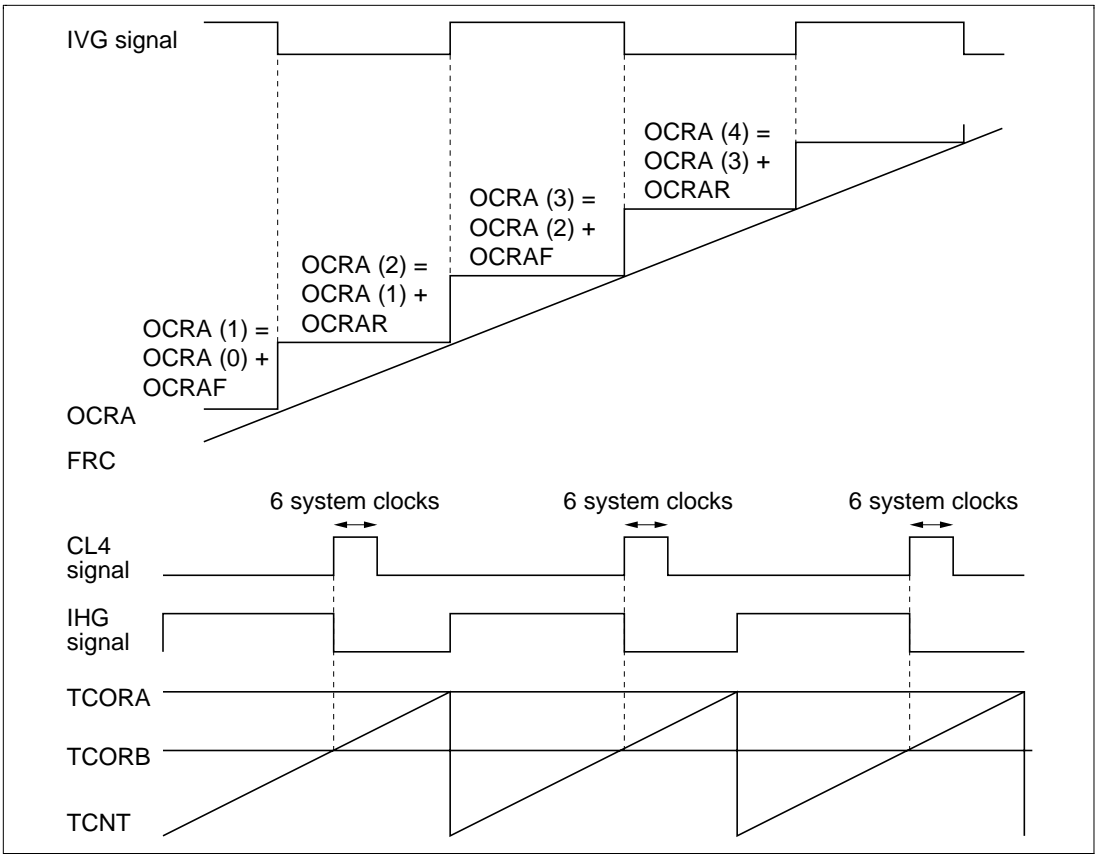 IVG signal
OCRA (4) =
OCRA (3) +
OCRAR
OCRA (3) =
OCRA (2) +
OCRAF
OCRA (2) =
OCRA (1) +
OCRAR
OCRA (1) =
OCRA (0) +
OCRAF
OCRA
FRC
6 system clocks 6 system clocks 6 system clocks
CL4
signal
IHG
signal
TCORA
TCORB
TCNT